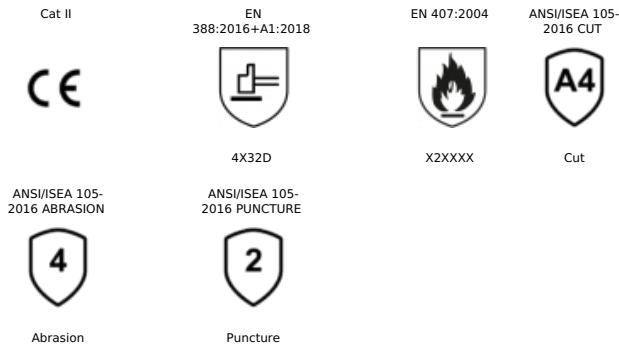 Cat II
EN
388:2016+A1:2018
EN 407:2004
ANSI/ISEA 105-
2016 CUT
CE
A4
4X32D
X2XXXX
Cut
ANSI/ISEA 105-
2016 ABRASION
ANSI/ISEA 105-
2016 PUNCTURE
4
2
Abrasion
Puncture